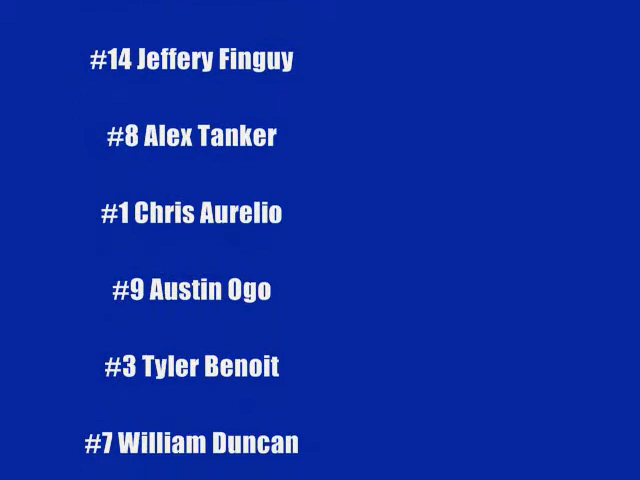 #14 Jeffery Finguy
#8 Alex Tanker
#1 Chris Aurelio
#9 Austin Ogo
#3 Tyler Benoit
#7 William Duncan